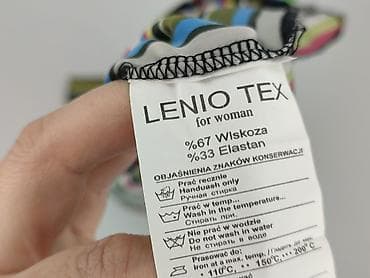 LENIO TEX
for woman
%67 Wiskoza
%33 Elastan
OBJAŚNIENIA ZNAKÓW KONSERWACJI
Prać recznie
Handuash only
Ручная стирка
Prać w temp...
Wash in the temperature...
Стирать при.
Nie prać w wodzie
Do not wash in water
Не стирать в воде
Prasować do:
Iron at a max. temp.
110°C, •• 150°C, ••• 200°C